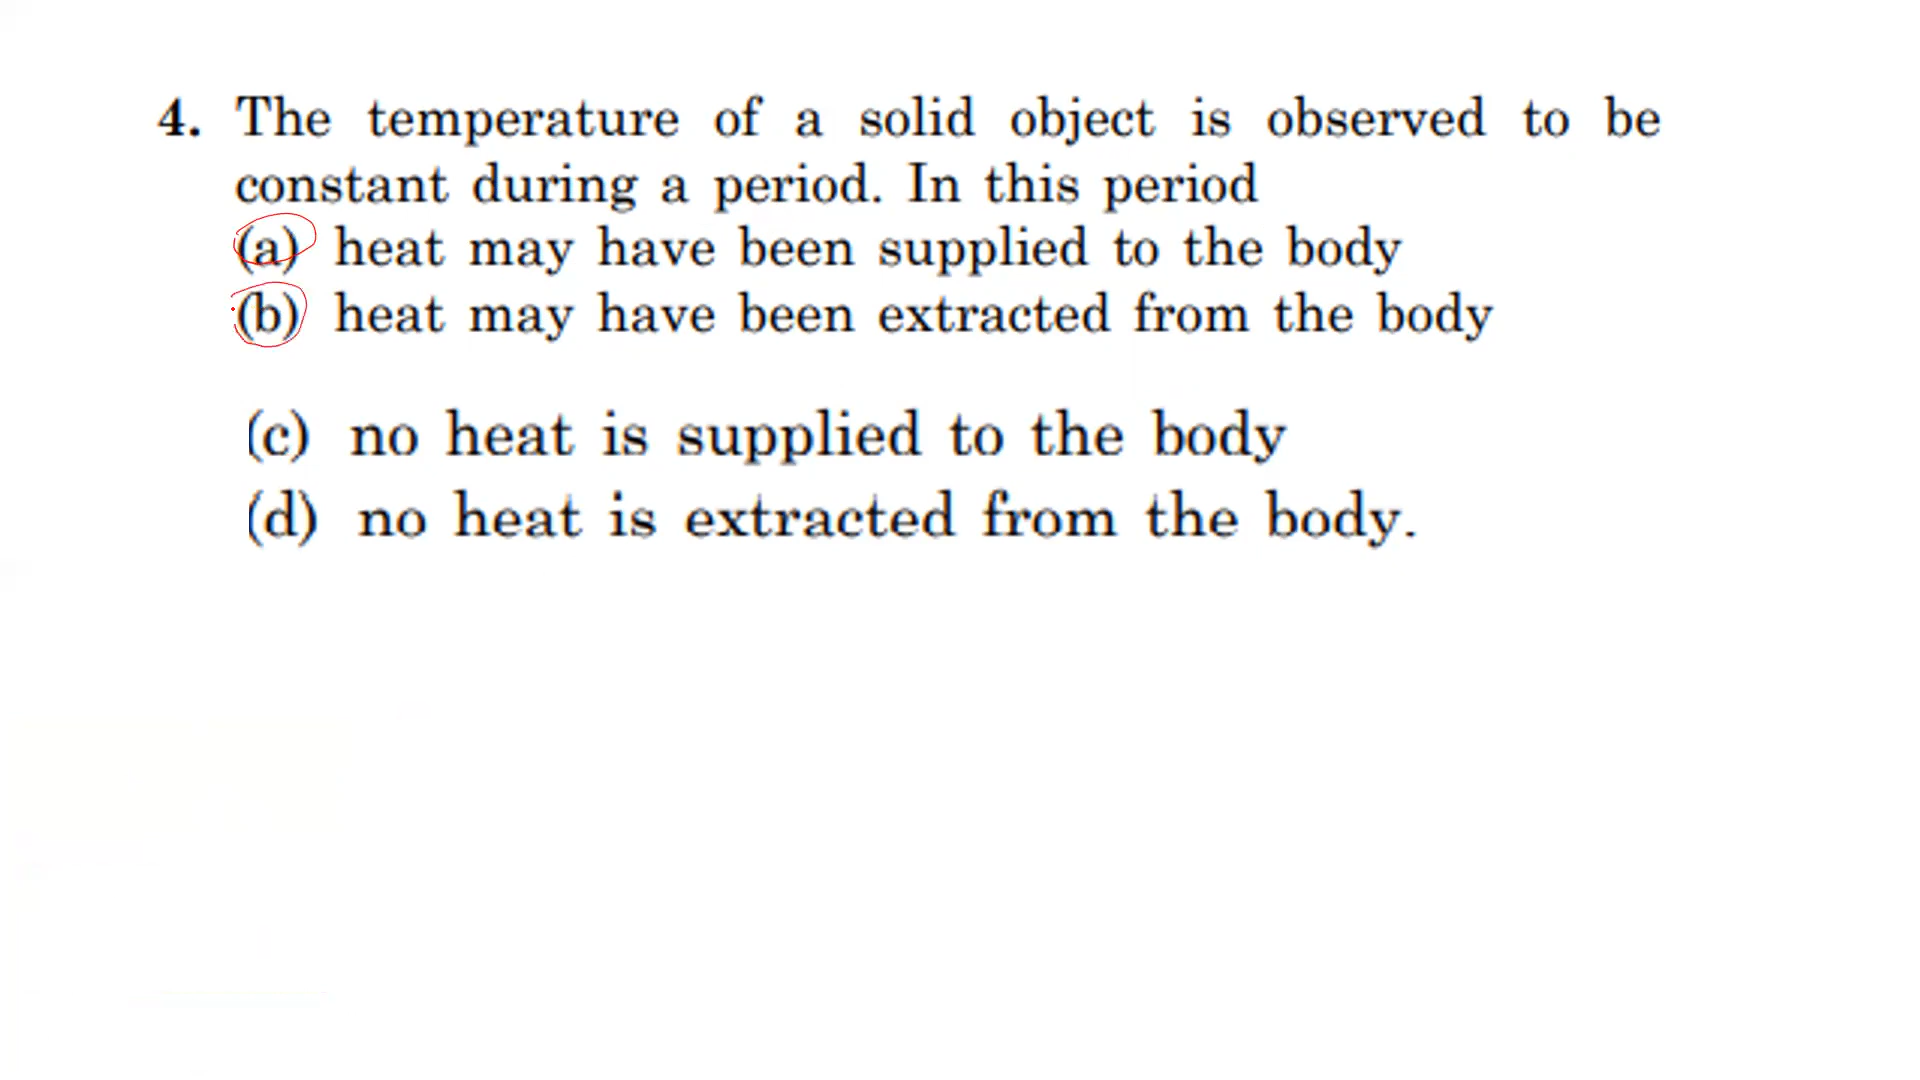 4. The temperature of a solid object is observed to be
constant during a period. In this period
(a) heat may have been supplied to the body
(b) heat may have been extracted from the body
(c) no heat is supplied to the body
(d) no heat is extracted from the body.